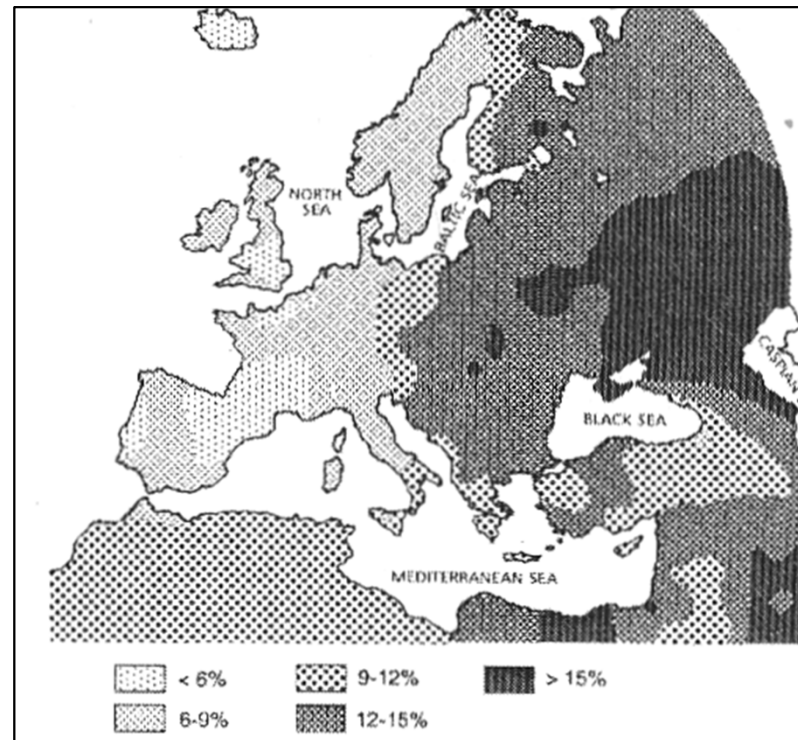 NORTH
SEA
BALTIC SEA
CASPIAN
BLACK SEA
MEDITERRANEAN SEA
< 6%
9-12%
> 15%
6-9%
12-15%